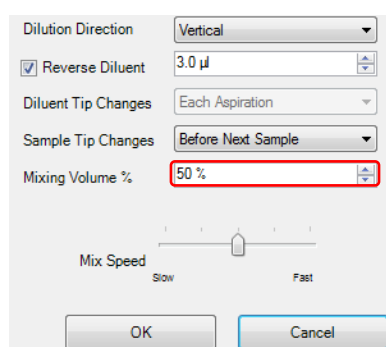 Dilution Direction Vertical
Reverse Diluent 3.0 µl
Diluent Tip Changes Each Aspiration
Sample Tip Changes Before Next Sample
Mixing Volume % 50 %
Mix Speed
Slow Fast
OK Cancel